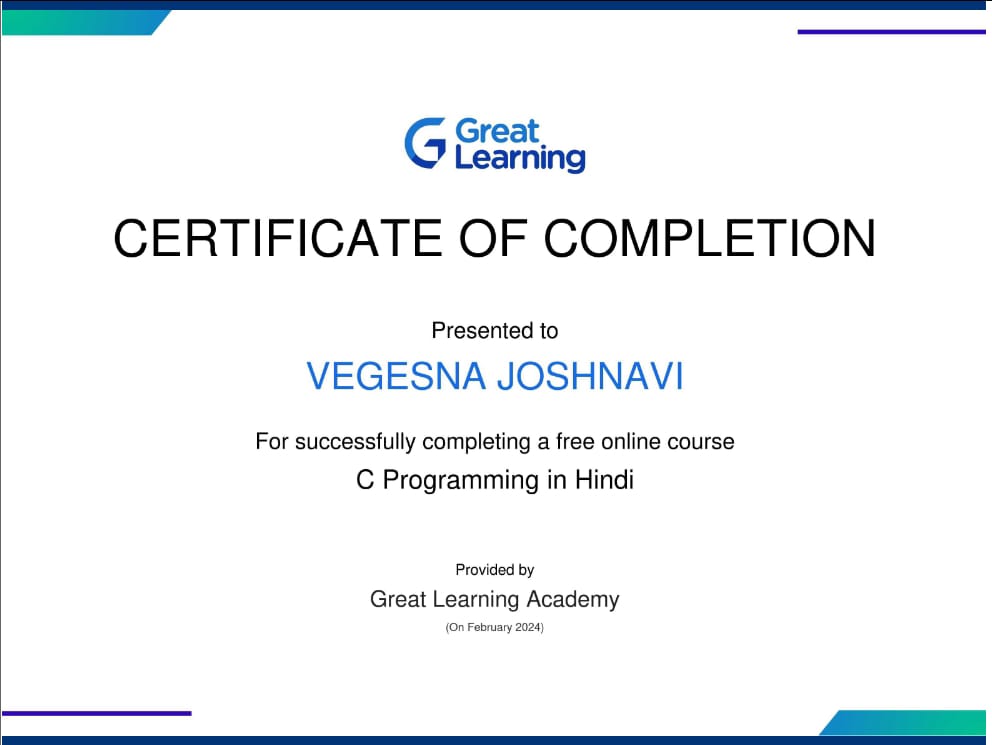 Great
Learning
CERTIFICATE OF COMPLETION
Presented to
VEGESNA JOSHNAVI
For successfully completing a free online course
C Programming in Hindi
Provided by
Great Learning Academy
(On February 2024)